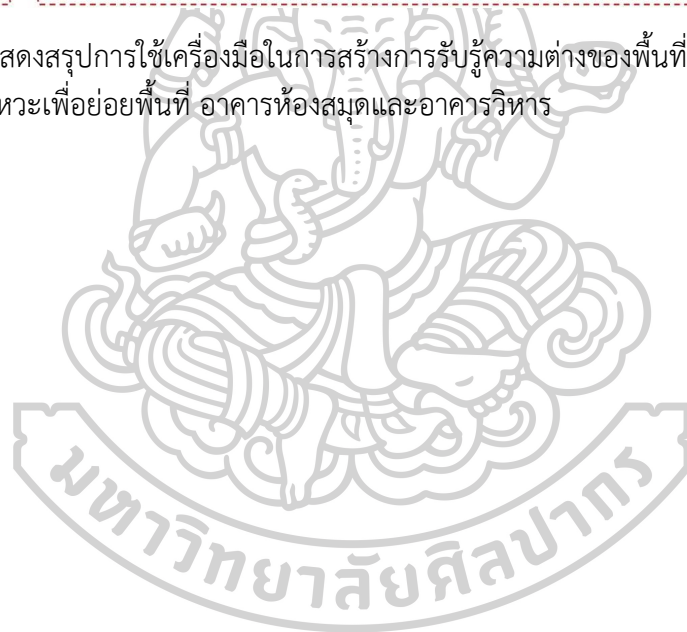 สดงสรุปการใช้เครื่องมือในการสร้างการรับรู้ความต่างของพื้นที่
หวะเพื่อย่อยพื้นที่ อาคารห้องสมุดและอาคารวิหาร
มหาวิทยาลัยศิลปากร